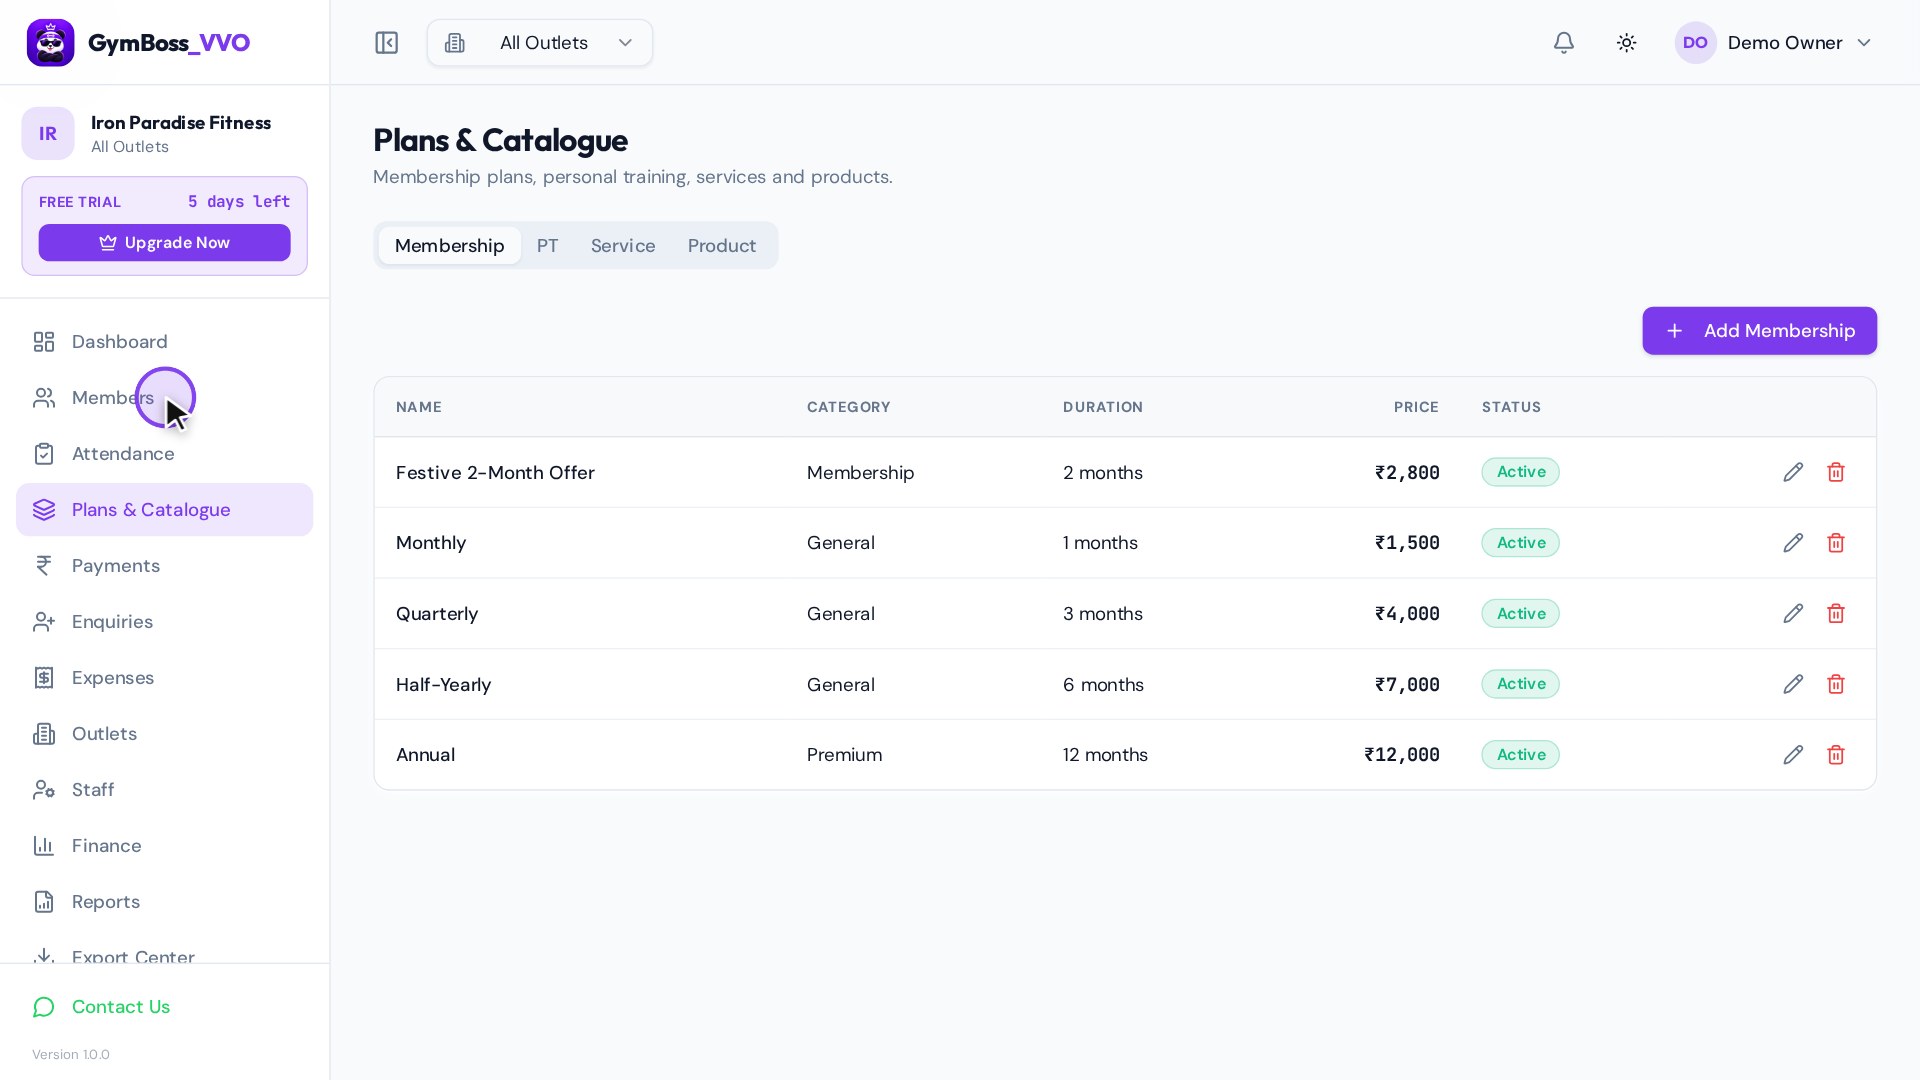 GymBoss_VVO
All Outlets
DO
Demo Owner
IR
Iron Paradise Fitness
All Outlets
FREE TRIAL
5 days left
Upgrade Now
Dashboard
Members
Attendance
Plans & Catalogue
Payments
Enquiries
Expenses
Outlets
Staff
Finance
Reports
Export Center
Contact Us
Version 1.0.0
Plans & Catalogue
Membership plans, personal training, services and products.
Membership PT Service Product
Add Membership
NAME CATEGORY DURATION PRICE STATUS
Festive 2-Month Offer Membership 2 months ₹2,800 Active
Monthly General 1 months ₹1,500 Active
Quarterly General 3 months ₹4,000 Active
Half-Yearly General 6 months ₹7,000 Active
Annual Premium 12 months ₹12,000 Active